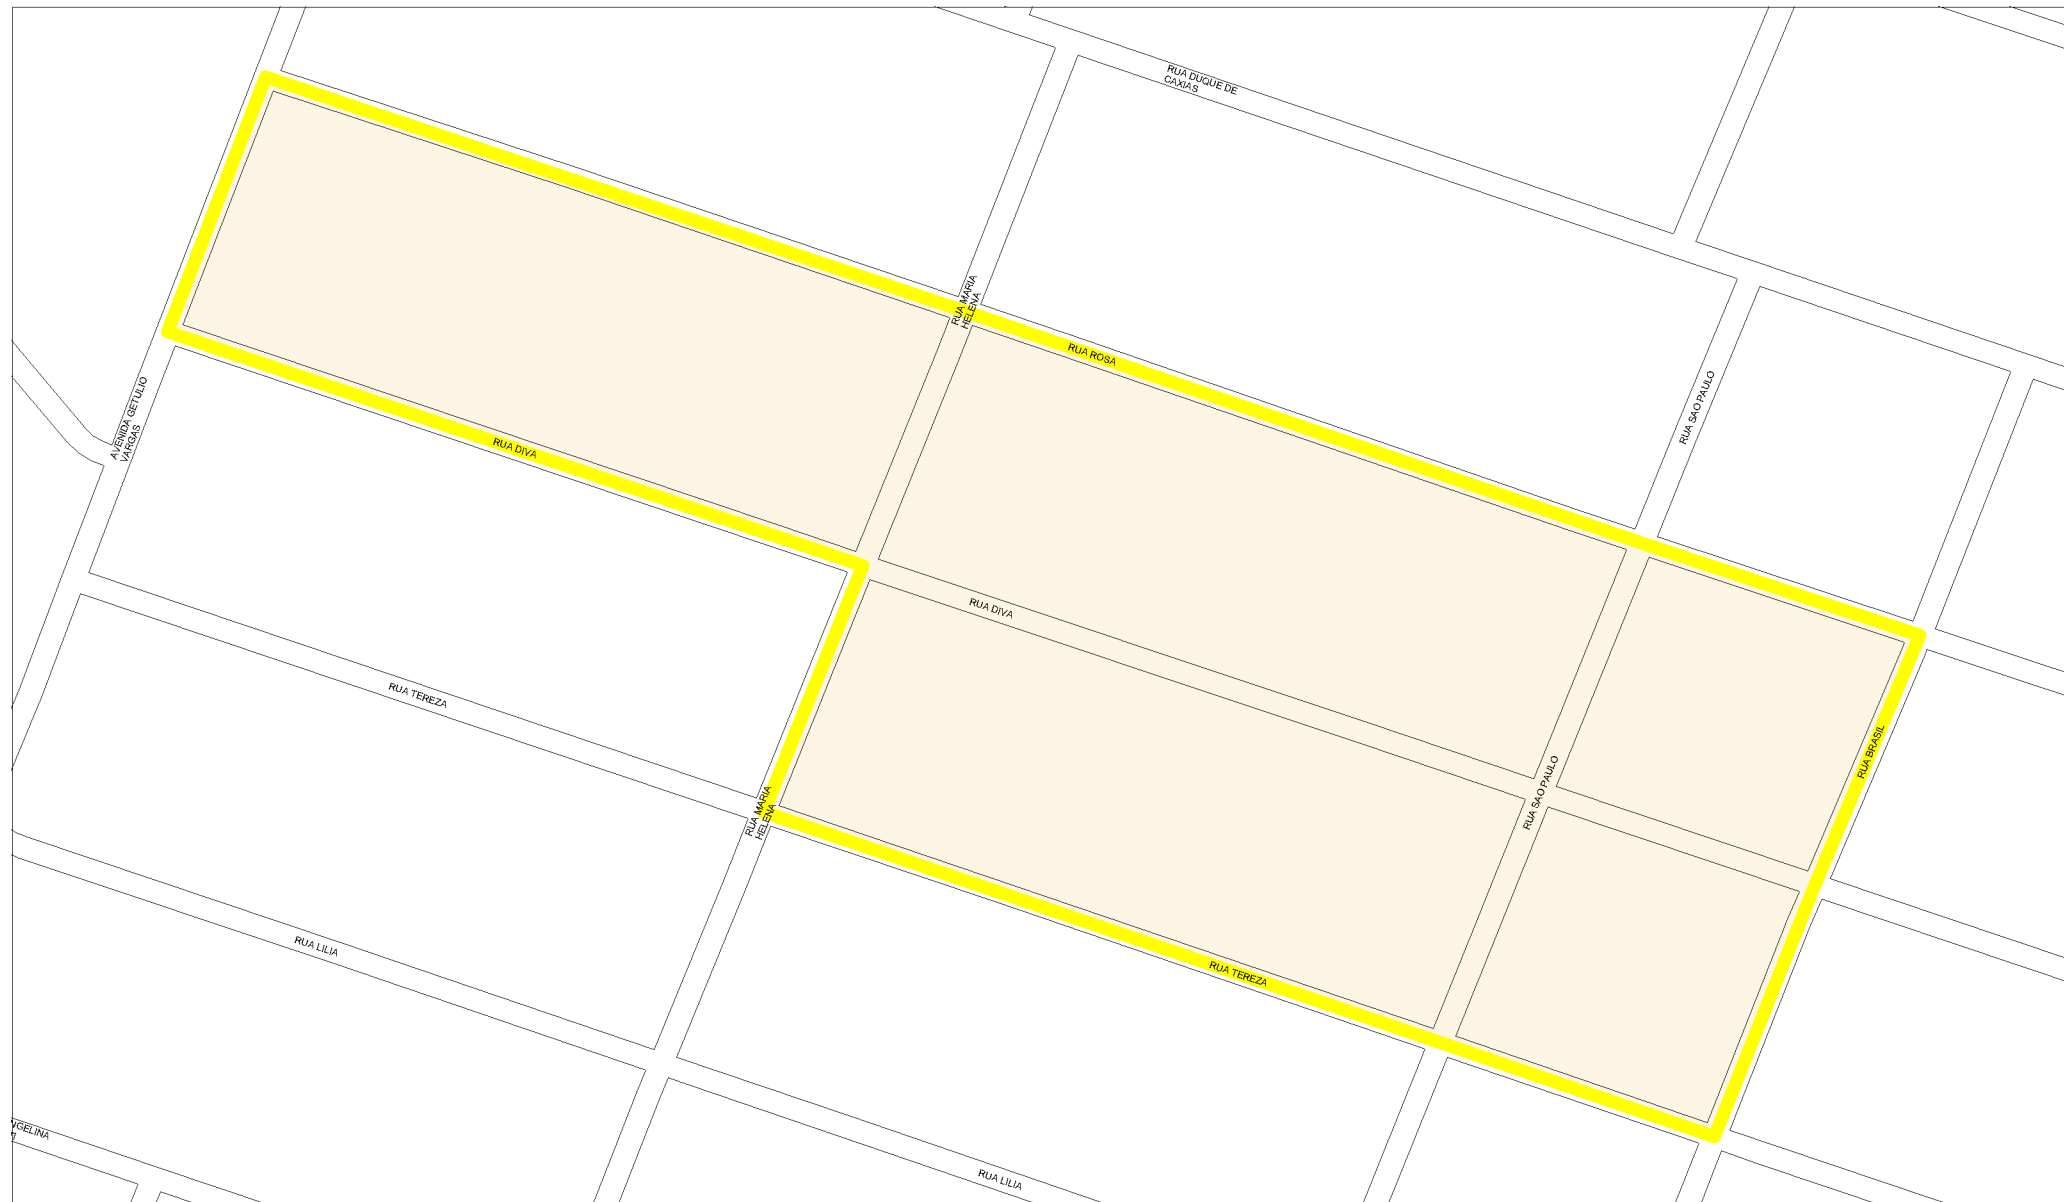 RUA DUQUE DE
CAXIAS
RUA MARIA
HELENA
RUA ROSA
RUA SAO PAULO
AVENIDA GETULIO
VARGAS
RUA DIVA
RUA DIVA
RUA TEREZA
RUA BRASIL
RUA SAO PAULO
RUA MARIA
HELENA
RUA LILIA
RUA TEREZA
RUA LILIA